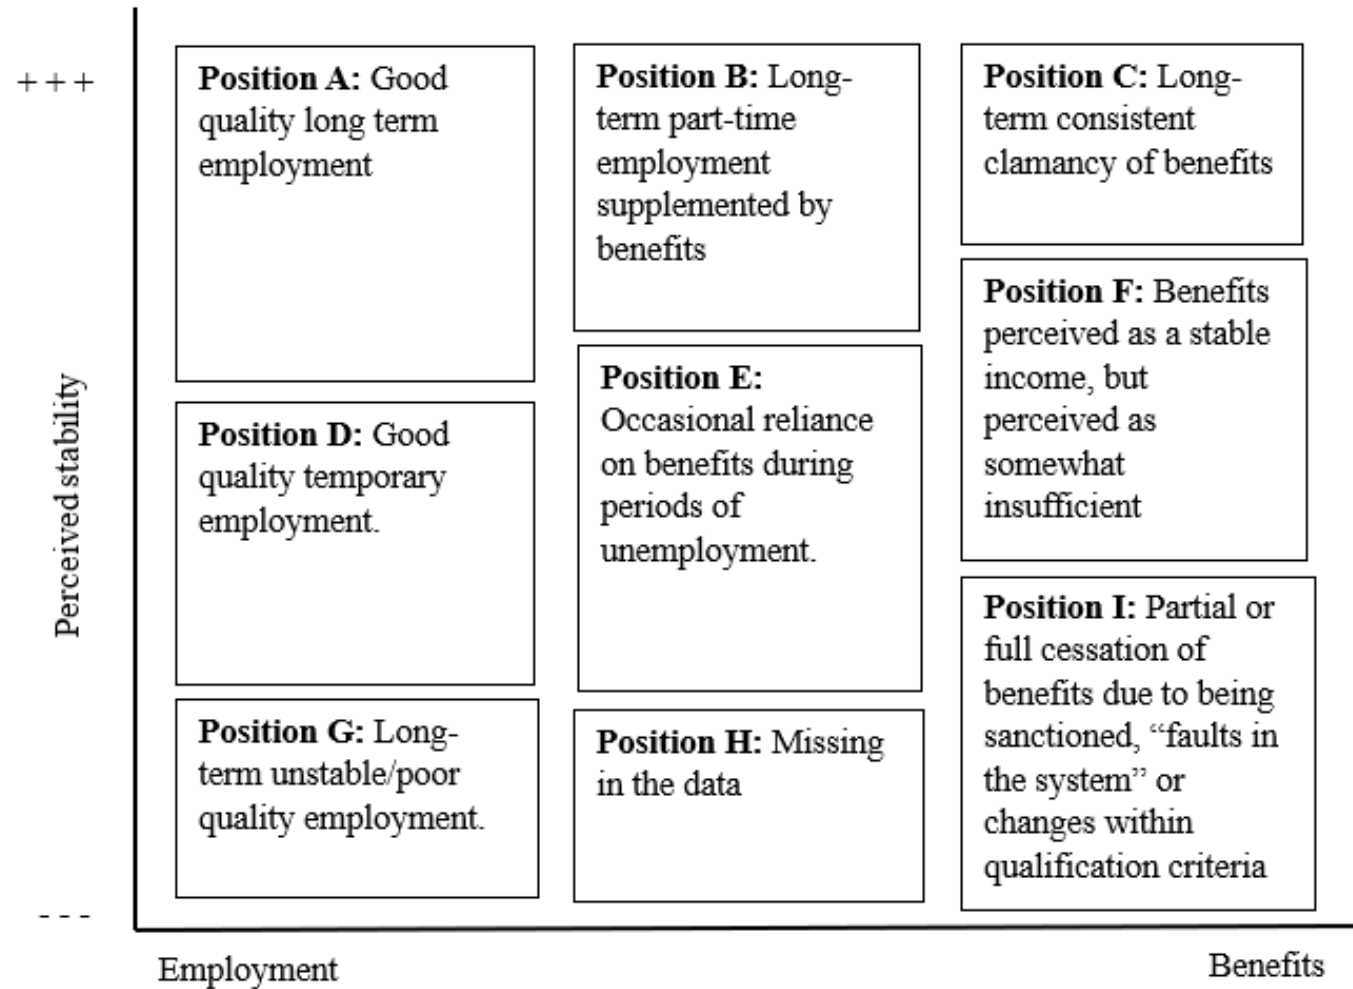 + + +
Position A: Good
quality long term
employment
Position B: Long-
term part-time
employment
supplemented by
benefits
Position C: Long-
term consistent
clamancy of benefits
Position D: Good
quality temporary
employment.
Position E:
Occasional reliance
on benefits during
periods of
unemployment.
Position F: Benefits
perceived as a stable
income, but
perceived as
somewhat
insufficient
Position G: Long-
term unstable/poor
quality employment.
Position H: Missing
in the data
Position I: Partial or
full cessation of
benefits due to being
sanctioned, “faults in
the system” or
changes within
qualification criteria
Perceived stability
- - -
Employment
Benefits